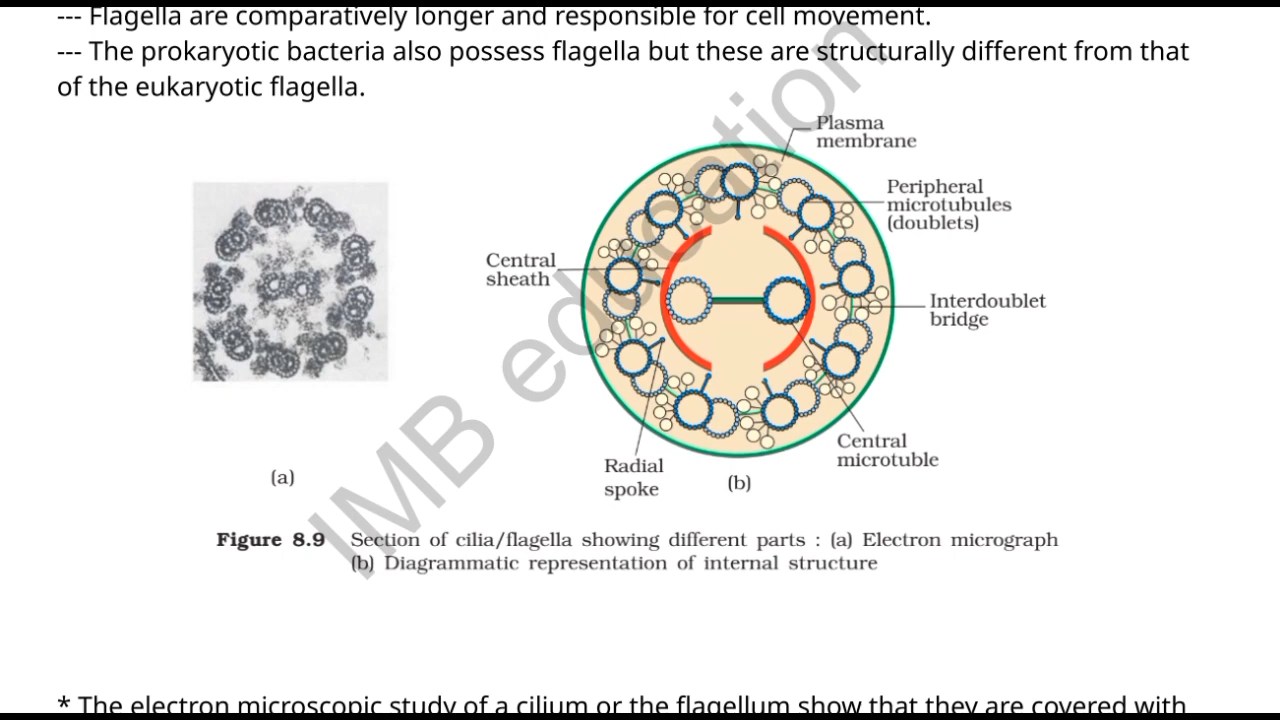 --- Flagella are comparatively longer and responsible for cell movement.
--- The prokaryotic bacteria also possess flagella but these are structurally different from that
of the eukaryotic flagella.
Plasma
membrane
Peripheral
microtubules
(doublets)
Central
sheath
Interdoublet
bridge
Central
microtuble
Radial
spoke
(a)
(b)
Figure 8.9 Section of cilia/flagella showing different parts : (a) Electron micrograph
(b) Diagrammatic representation of internal structure
IMB education
* The electron microscopic study of a cilium or the flagellum show that they are covered with